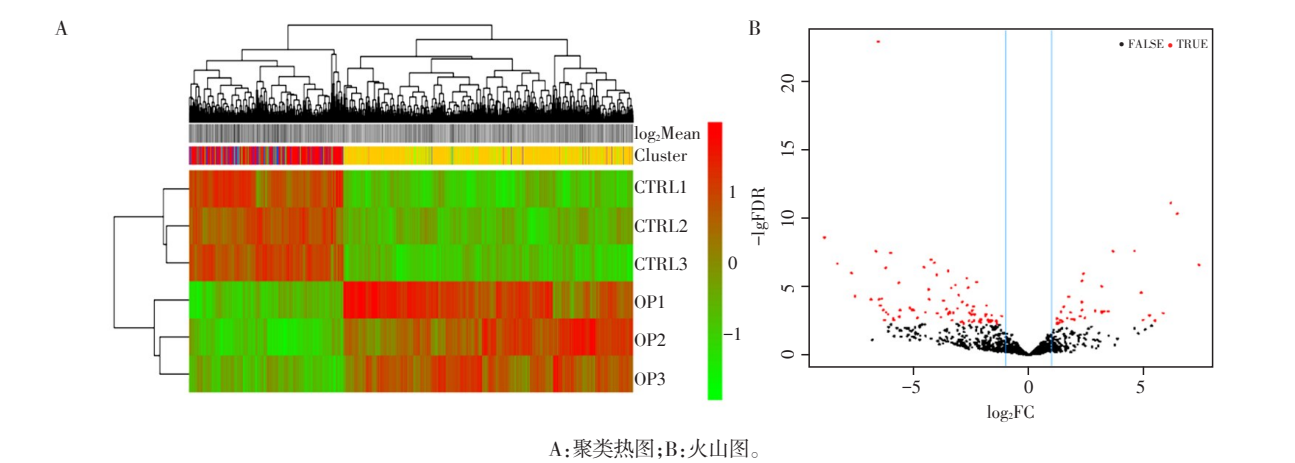 A
log₂Mean
Cluster
CTRL1
CTRL2
CTRL3
OP1
OP2
OP3
1
0
−1
B
• FALSE • TRUE
20
15
10
5
0
−lgFDR
−5 0 5
log₂FC
A:聚类热图;B:火山图。